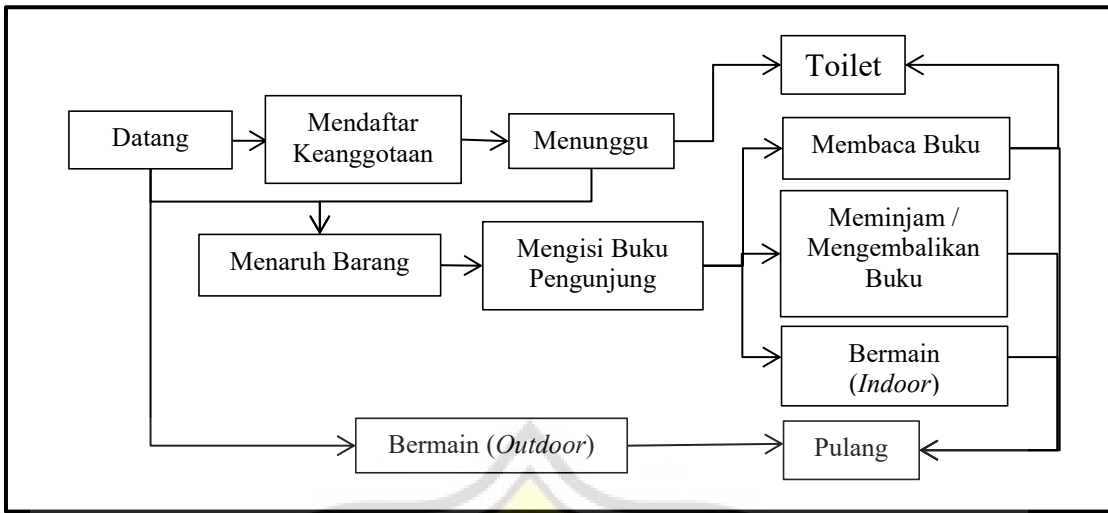 Toilet
Datang
Mendaftar
Keanggotaan
Menunggu
Membaca Buku
Menaruh Barang
Mengisi Buku
Pengunjung
Meminjam /
Mengembalikan
Buku
Bermain
(Indoor)
Bermain (Outdoor)
Pulang